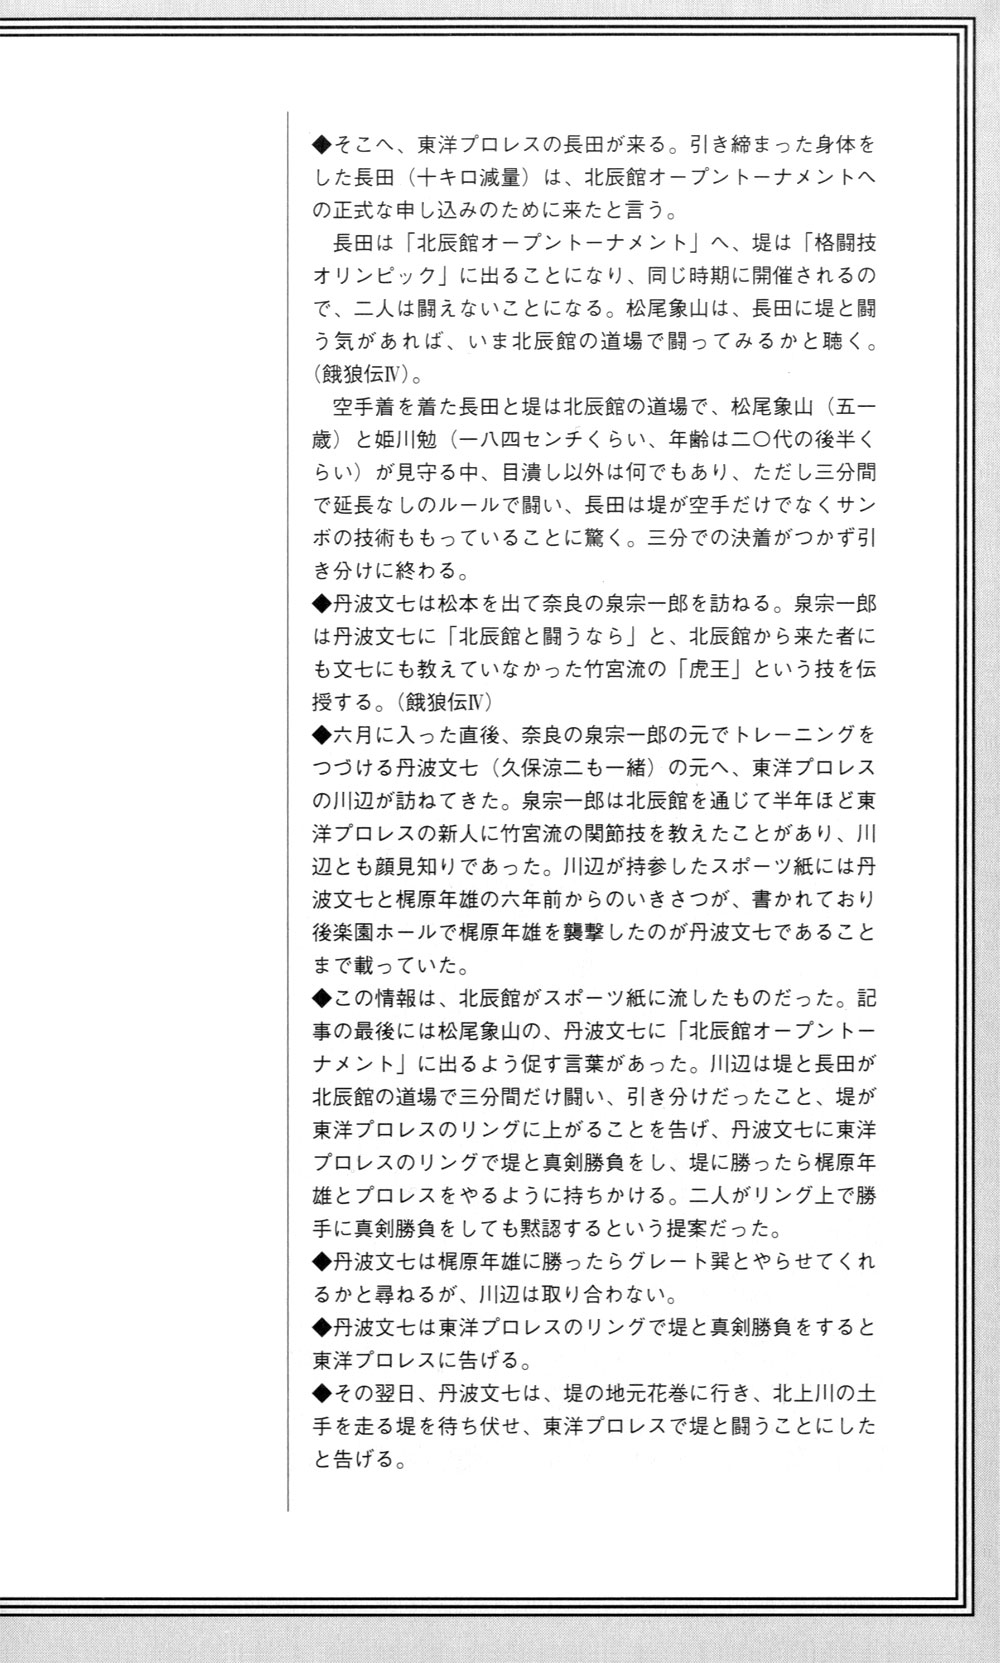 ◆そこへ、東洋プロレスの長田が来る。引き締まった身体を
した長田（十キロ減量）は、北辰館オープントーナメントへ
の正式な申し込みのために来たと言う。
　長田は「北辰館オープントーナメント」へ、堤は「格闘技
オリンピック」に出ることになり、同じ時期に開催されるの
で、二人は闘えないことになる。松尾象山は、長田に堤と闘
う気があれば、いま北辰館の道場で闘ってみるかと聴く。
（餓狼伝Ⅳ）。
　空手着を着た長田と堤は北辰館の道場で、松尾象山（五一
歳）と姫川勉（一八四センチくらい、年齢は二〇代の後半く
らい）が見守る中、目潰し以外は何でもあり、ただし三分間
で延長なしのルールで闘い、長田は堤が空手だけでなくサン
ボの技術ももっていることに驚く。三分での決着がつかず引
き分けに終わる。
◆丹波文七は松本を出て奈良の泉宗一郎を訪ねる。泉宗一郎
は丹波文七に「北辰館と闘うなら」と、北辰館から来た者に
も文七にも教えていなかった竹宮流の「虎王」という技を伝
授する。（餓狼伝Ⅳ）
◆六月に入った直後、奈良の泉宗一郎の元でトレーニングを
つづける丹波文七（久保涼二も一緒）の元へ、東洋プロレス
の川辺が訪ねてきた。泉宗一郎は北辰館を通じて半年ほど東
洋プロレスの新人に竹宮流の関節技を教えたことがあり、川
辺とも顔見知りであった。川辺が持参したスポーツ紙には丹
波文七と梶原年雄の六年前からのいきさつが、書かれており
後楽園ホールで梶原年雄を襲撃したのが丹波文七であること
まで載っていた。
◆この情報は、北辰館がスポーツ紙に流したものだった。記
事の最後には松尾象山の、丹波文七に「北辰館オープントー
ナメント」に出るよう促す言葉があった。川辺は堤と長田が
北辰館の道場で三分間だけ闘い、引き分けだったこと、堤が
東洋プロレスのリングに上がることを告げ、丹波文七に東洋
プロレスのリングで堤と真剣勝負をし、堤に勝ったら梶原年
雄とプロレスをやるように持ちかける。二人がリング上で勝
手に真剣勝負をしても黙認するという提案だった。
◆丹波文七は梶原年雄に勝ったらグレート巽とやらせてくれ
るかと尋ねるが、川辺は取り合わない。
◆丹波文七は東洋プロレスのリングで堤と真剣勝負をすると
東洋プロレスに告げる。
◆その翌日、丹波文七は、堤の地元花巻に行き、北上川の土
手を走る堤を待ち伏せ、東洋プロレスで堤と闘うことにした
と告げる。